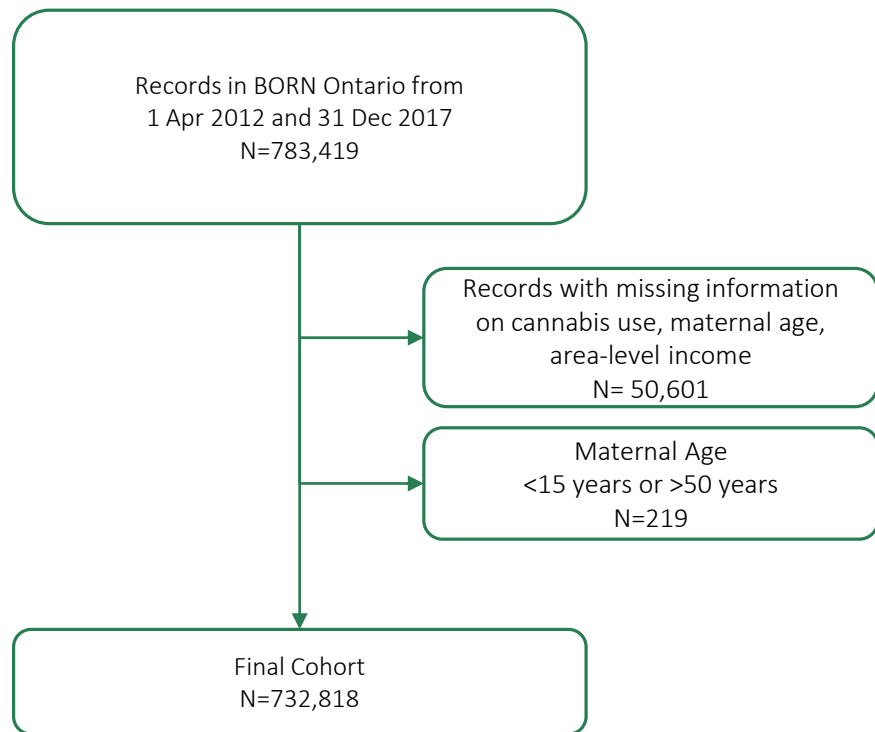 Records in BORN Ontario from
1 Apr 2012 and 31 Dec 2017
N=783,419
Records with missing information
on cannabis use, maternal age,
area-level income
N= 50,601
Maternal Age
<15 years or >50 years
N=219
Final Cohort
N=732,818